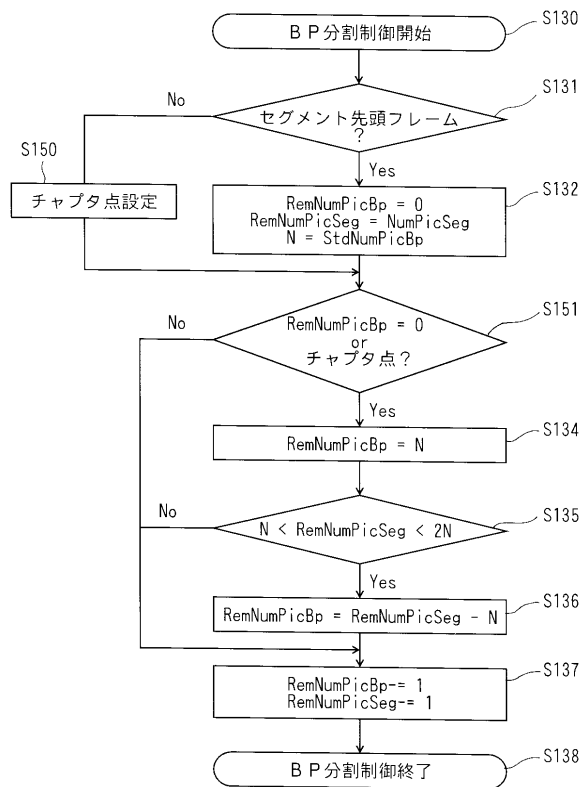 BP分割制御開始
S130
セグメント先頭フレーム
?
S131
No
Yes
S150
チャプタ点設定
RemNumPicBp = 0
RemNumPicSeg = NumPicSeg
N = StdNumPicBp
S132
RemNumPicBp = 0
or
チャプタ点?
S151
No
Yes
RemNumPicBp = N
S134
N < RemNumPicSeg < 2N
S135
No
Yes
RemNumPicBp = RemNumPicSeg - N
S136
RemNumPicBp-= 1
RemNumPicSeg-= 1
S137
BP分割制御終了
S138